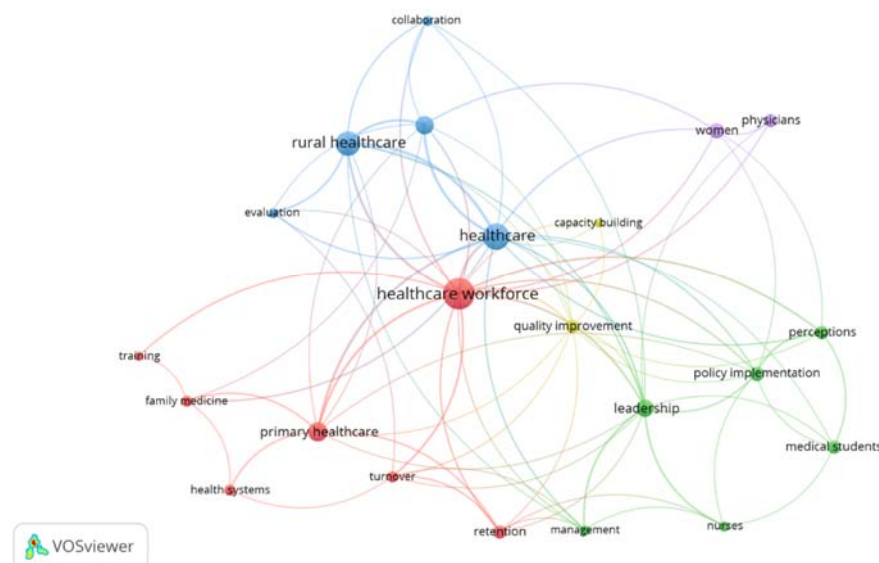 collaboration
physicians
women
rural healthcare
evaluation
capacity building
healthcare
healthcare workforce
quality improvement
perceptions
training
policy implementation
family medicine
leadership
primary healthcare
medical students
turnover
health systems
retention
management
nurses
VOSviewer